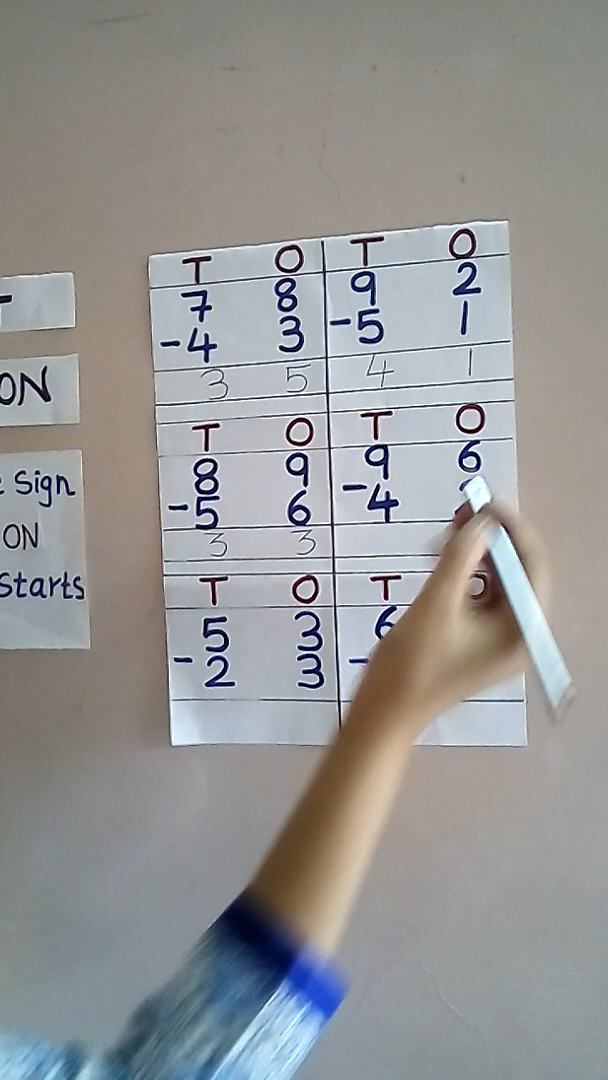 ON
Sign
ON
Starts
T O T O
7 8 9 2
-4 3 -5 1
3 5 4 1
T O T O
8 9 9 6
-5 6 -4
3 3
T O T O
5 3 6
-2 3 -